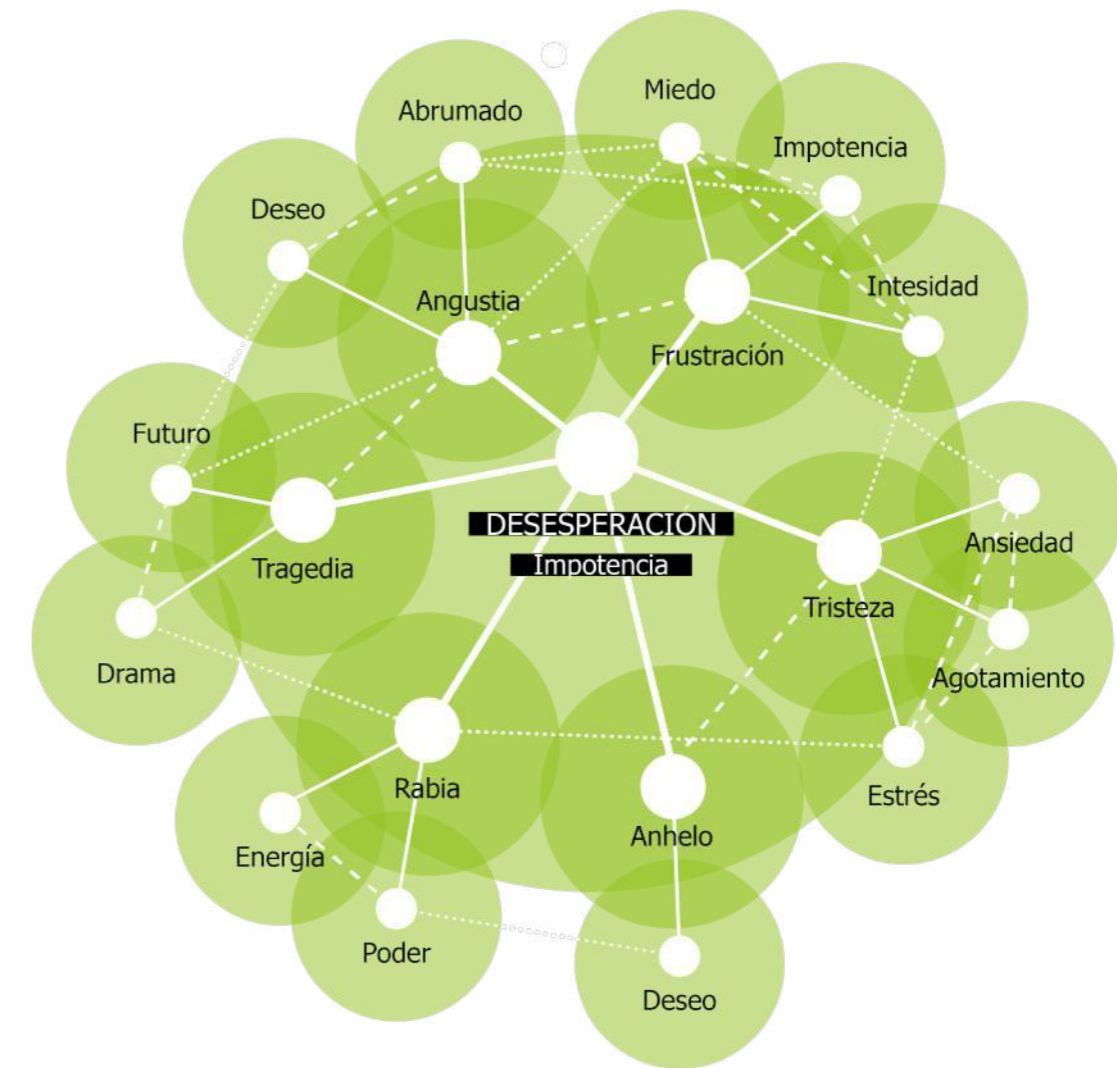 Miedo
Abrumado
Impotencia
Deseo
Intesidad
Angustia
Frustración
Futuro
DESESPERACION
Impotencia
Ansiedad
Tragedia
Tristeza
Drama
Agotamiento
Rabia
Estrés
Anhelo
Energía
Poder
Deseo